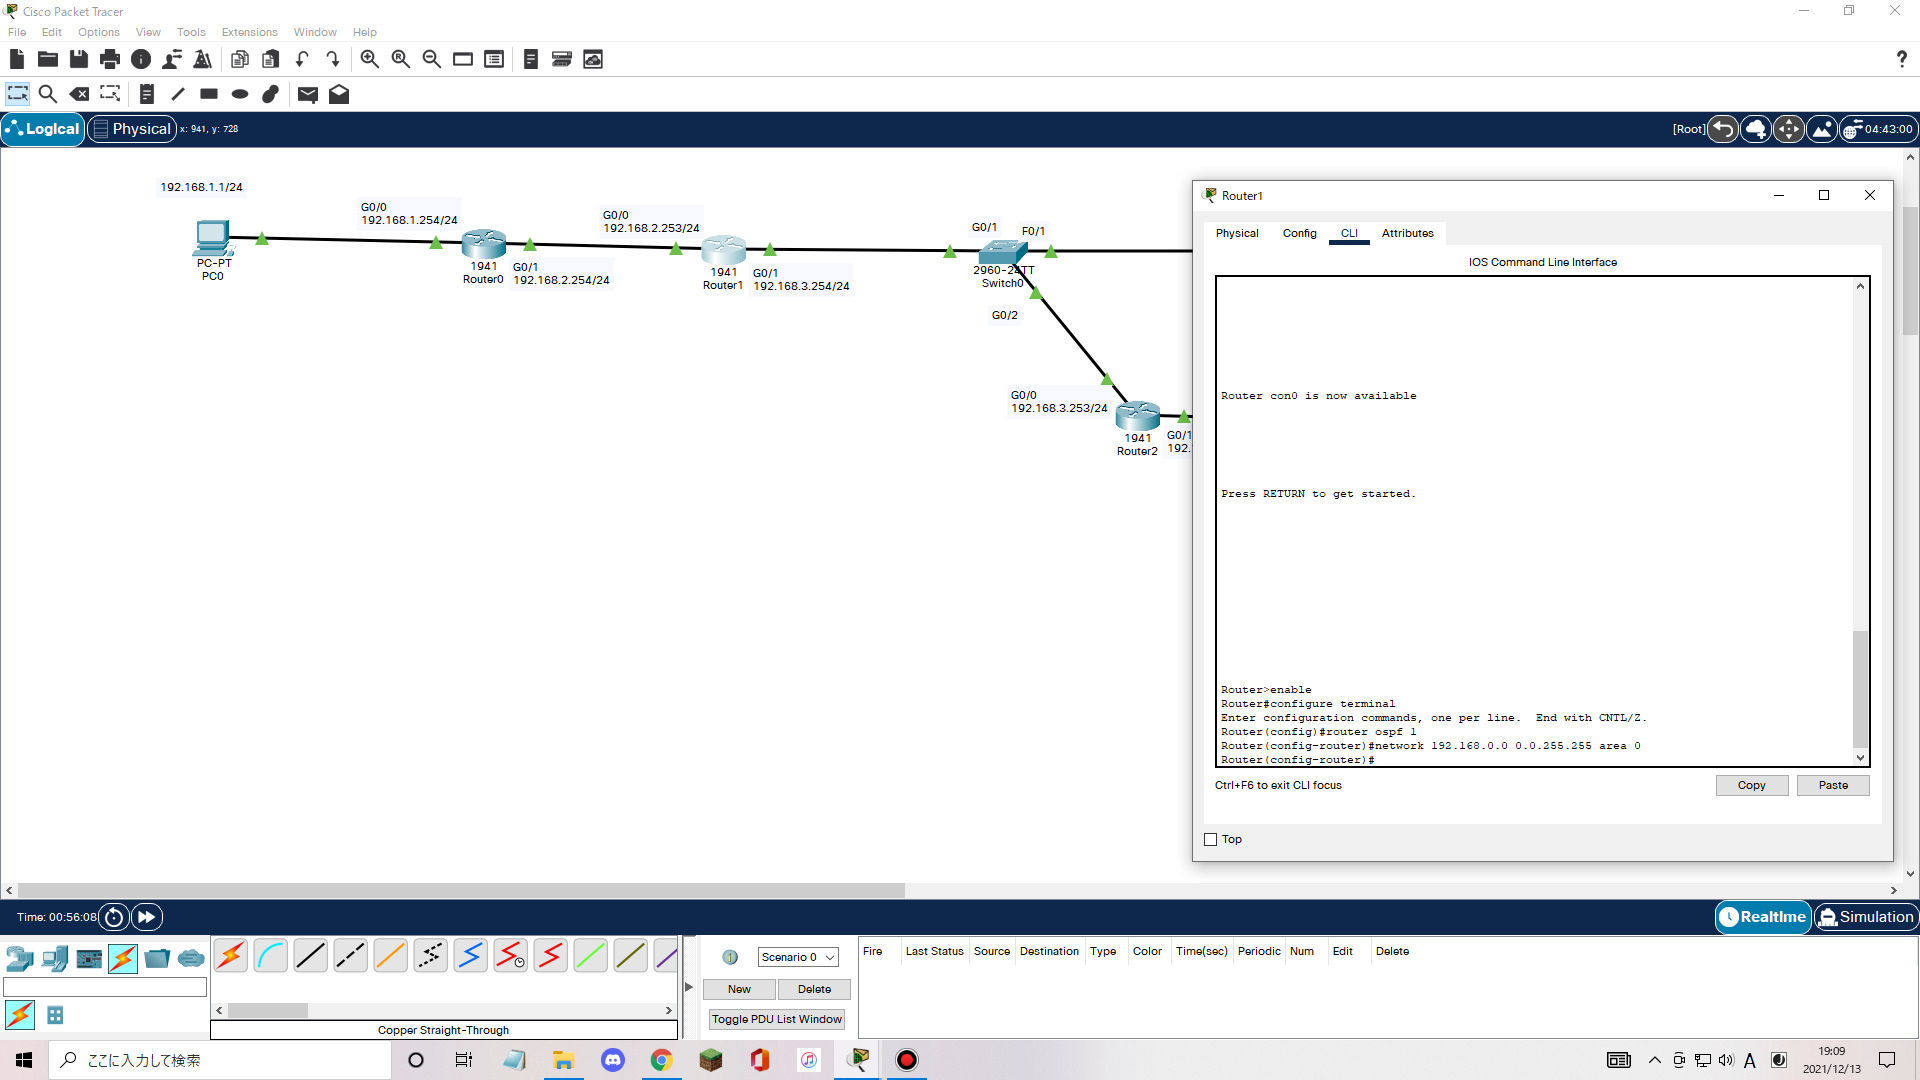 Cisco Packet Tracer
File Edit Options View Tools Extensions Window Help
Logical Physical x: 941, y: 728 [Root] 04:43:00
192.168.1.1/24
PC-PT
PC0
G0/0
192.168.1.254/24
1941
Router0
G0/1
192.168.2.254/24
G0/0
192.168.2.253/24
1941
Router1
G0/1
192.168.3.254/24
G0/1
F0/1
2960-24TT
Switch0
G0/2
G0/0
192.168.3.253/24
1941
Router2
G0/1
192.
Router1
Physical Config CLI Attributes
IOS Command Line Interface
Router con0 is now available
Press RETURN to get started.
Router>enable
Router#configure terminal
Enter configuration commands, one per line.  End with CNTL/Z.
Router(config)#router ospf 1
Router(config-router)#network 192.168.0.0 0.0.255.255 area 0
Router(config-router)#
Ctrl+F6 to exit CLI focus
Copy Paste
Top
Time: 00:56:08
Realtime Simulation
Scenario 0
New Delete
Toggle PDU List Window
Fire Last Status Source Destination Type Color Time(sec) Periodic Num Edit Delete
Copper Straight-Through
ここに入力して検索
A
19:09
2021/12/13